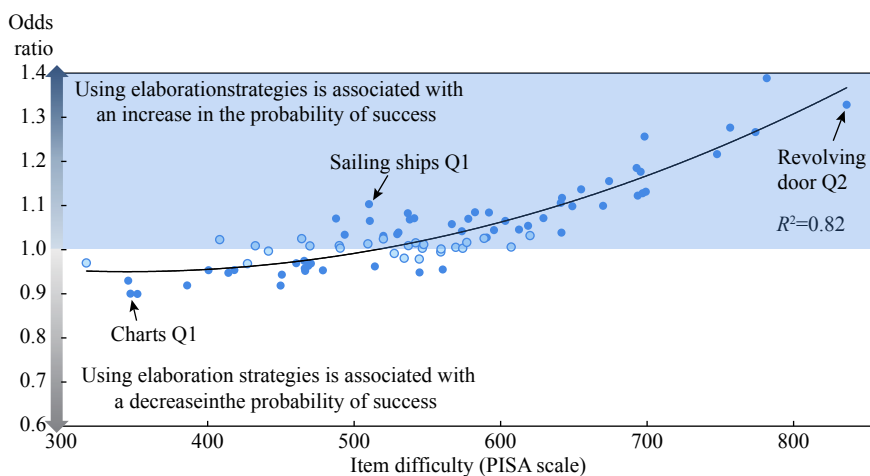 Odds
ratio
1.4
1.3
1.2
1.1
1.0
0.9
0.8
0.7
0.6
Using elaborationstrategies is associated with
an increase in the probability of success
Sailing ships Q1
Revolving
door Q2
R²=0.82
Charts Q1
Using elaboration strategies is associated with
a decreaseinthe probability of success
300 400 500 600 700 800
Item difficulty (PISA scale)